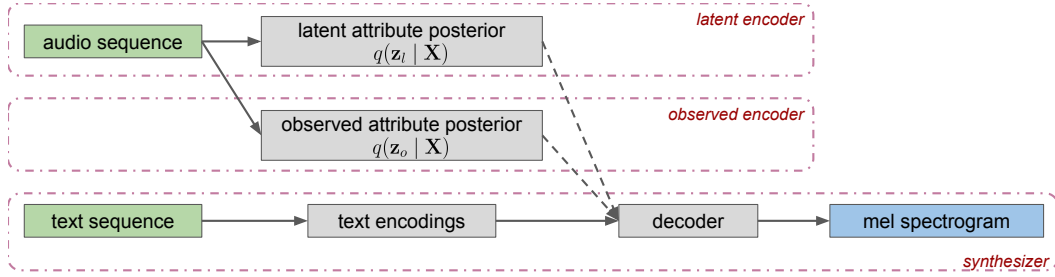 latent encoder
audio sequence
latent attribute posterior
q(z_l | X)
observed encoder
observed attribute posterior
q(z_o | X)
text sequence
text encodings
decoder
mel spectrogram
synthesizer